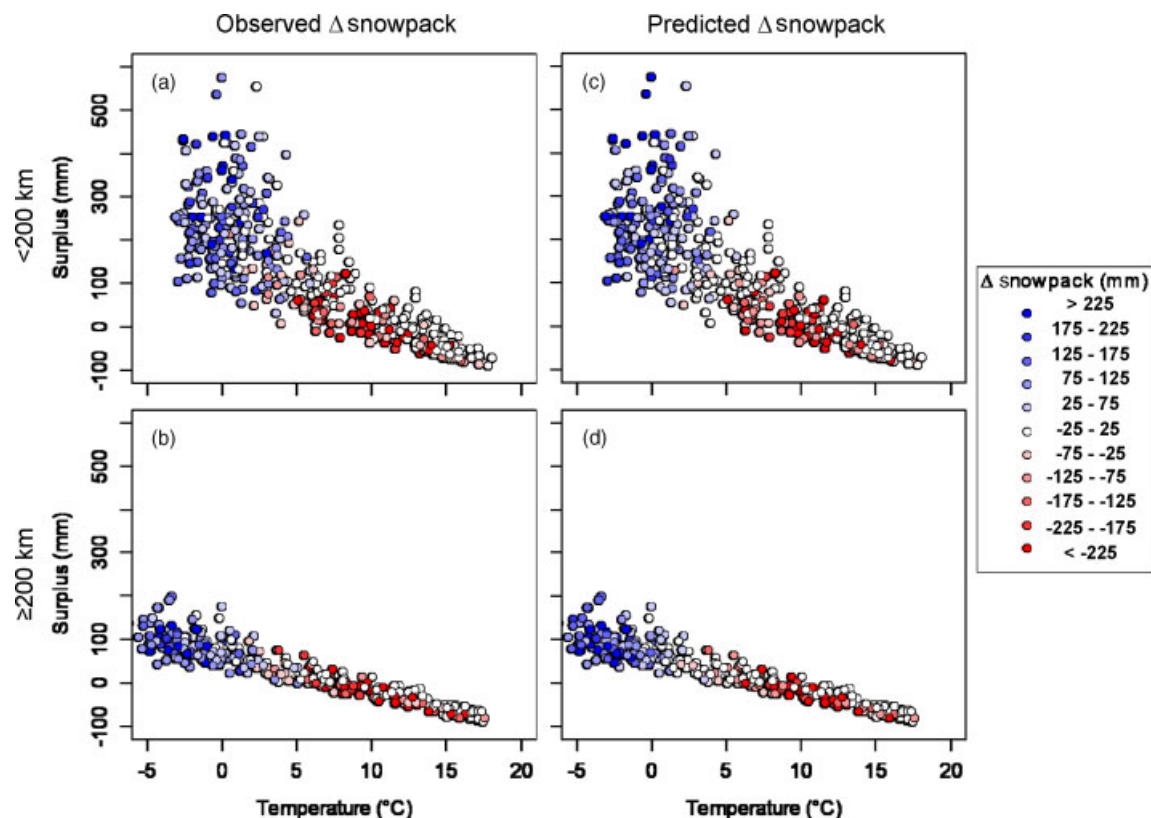 Observed Δ snowpack
Predicted Δ snowpack
<200 km
Surplus (mm)
500
300
100
0
-100
(a)
(c)
≥200 km
Surplus (mm)
500
300
100
0
-100
(b)
(d)
-5 0 5 10 15 20
-5 0 5 10 15 20
Temperature (°C)
Temperature (°C)
Δ snowpack (mm)
> 225
175 - 225
125 - 175
75 - 125
25 - 75
-25 - 25
-75 - -25
-125 - -75
-175 - -125
-225 - -175
< -225